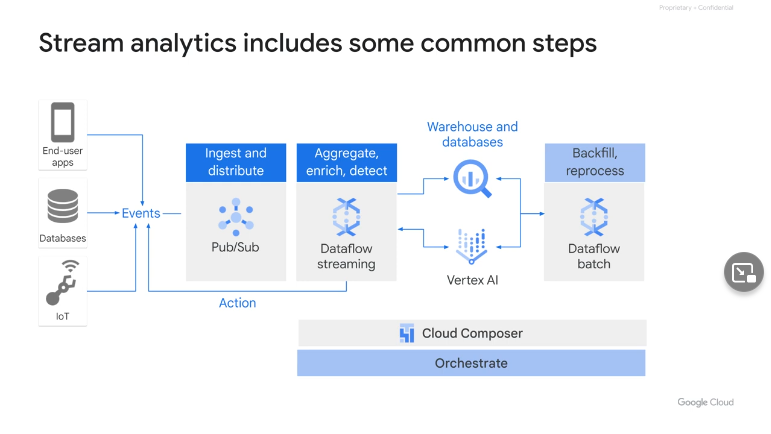 Proprietary + Confidential
Stream analytics includes some common steps
End-user
apps
Databases
IoT
Events
Ingest and
distribute
Pub/Sub
Aggregate,
enrich, detect
Dataflow
streaming
Action
Warehouse and
databases
Vertex AI
Backfill,
reprocess
Dataflow
batch
Cloud Composer
Orchestrate
Google Cloud